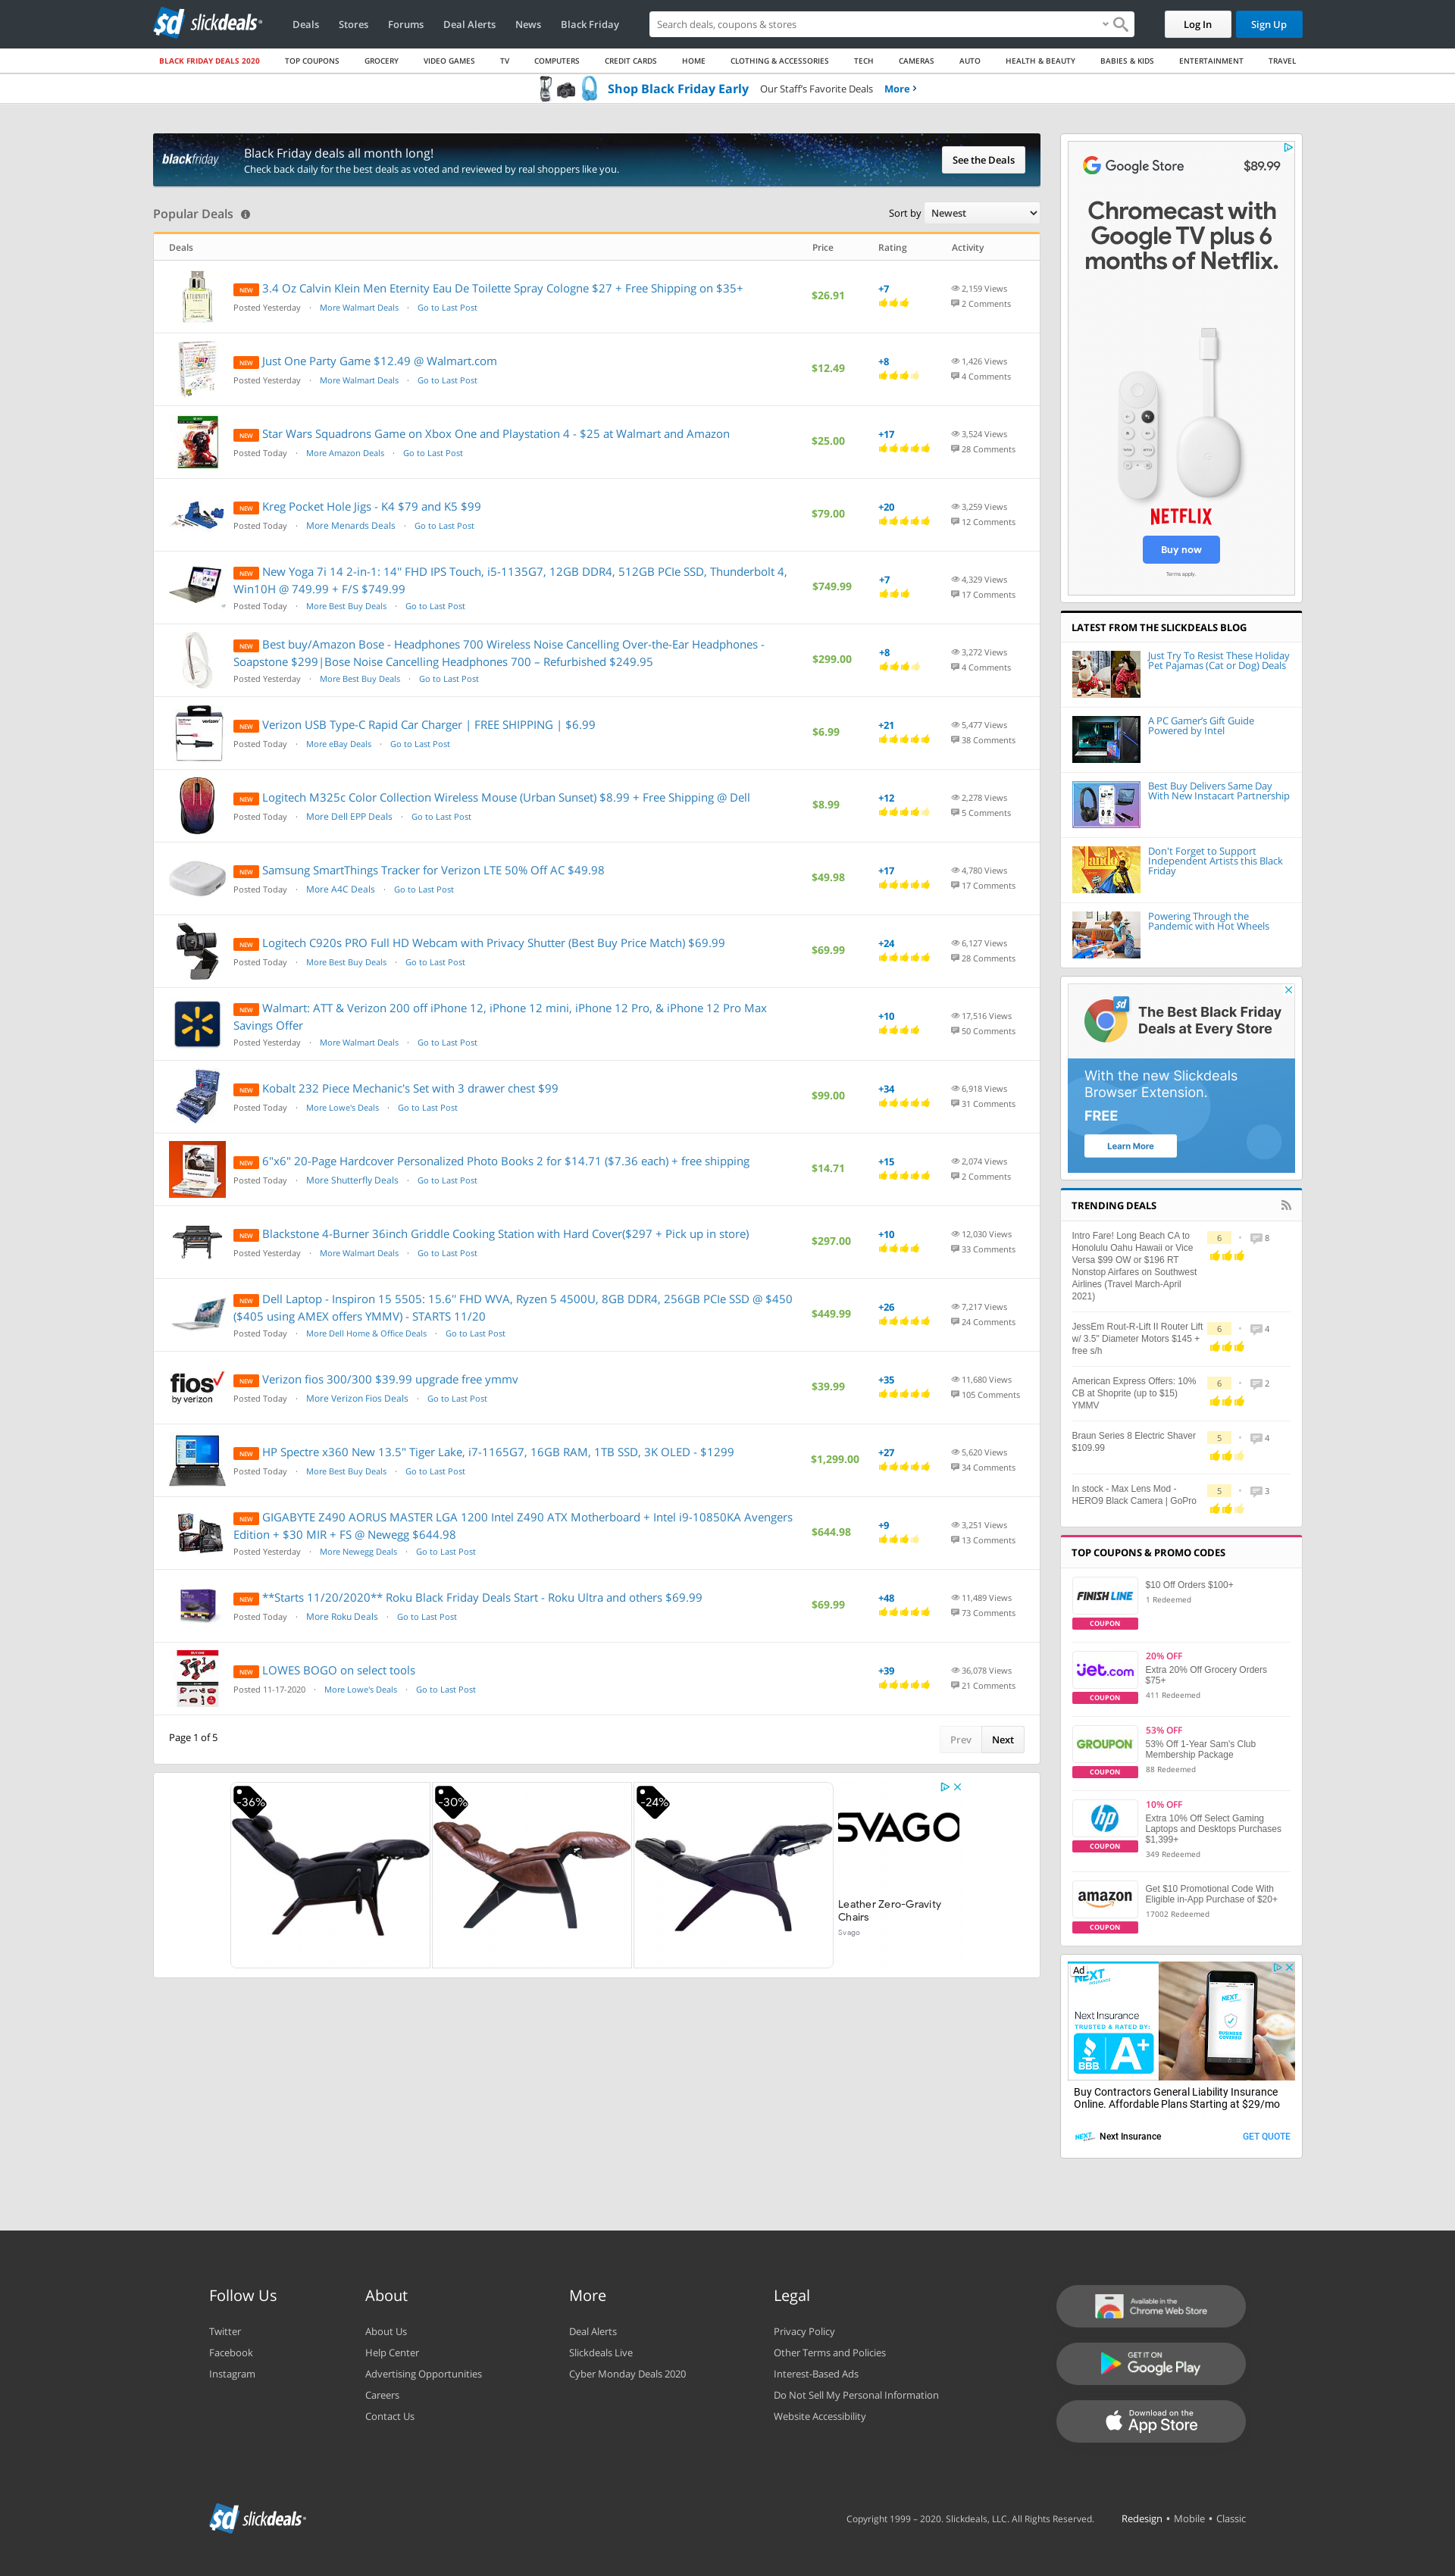 sd slickdeals
Deals Stores Forums Deal Alerts News Black Friday
Search deals, coupons & stores
Log In Sign Up
BLACK FRIDAY DEALS 2020 TOP COUPONS GROCERY VIDEO GAMES TV COMPUTERS CREDIT CARDS HOME CLOTHING & ACCESSORIES TECH CAMERAS AUTO HEALTH & BEAUTY BABIES & KIDS ENTERTAINMENT TRAVEL
Shop Black Friday Early Our Staff's Favorite Deals More
blackfriday
Black Friday deals all month long!
Check back daily for the best deals as voted and reviewed by real shoppers like you.
See the Deals
Popular Deals
Sort by Newest
Deals Price Rating Activity
NEW 3.4 Oz Calvin Klein Men Eternity Eau De Toilette Spray Cologne $27 + Free Shipping on $35+
Posted Yesterday · More Walmart Deals · Go to Last Post
$26.91 +7 2,159 Views
2 Comments
NEW Just One Party Game $12.49 @ Walmart.com
Posted Yesterday · More Walmart Deals · Go to Last Post
$12.49 +8 1,426 Views
4 Comments
NEW Star Wars Squadrons Game on Xbox One and Playstation 4 - $25 at Walmart and Amazon
Posted Today · More Amazon Deals · Go to Last Post
$25.00 +17 3,524 Views
28 Comments
NEW Kreg Pocket Hole Jigs - K4 $79 and K5 $99
Posted Today · More Menards Deals · Go to Last Post
$79.00 +20 3,259 Views
12 Comments
NEW New Yoga 7i 14 2-in-1: 14" FHD IPS Touch, i5-1135G7, 12GB DDR4, 512GB PCIe SSD, Thunderbolt 4,
Win10H @ 749.99 + F/S $749.99
Posted Today · More Best Buy Deals · Go to Last Post
$749.99 +7 4,329 Views
17 Comments
NEW Best buy/Amazon Bose - Headphones 700 Wireless Noise Cancelling Over-the-Ear Headphones -
Soapstone $299|Bose Noise Cancelling Headphones 700 – Refurbished $249.95
Posted Yesterday · More Best Buy Deals · Go to Last Post
$299.00 +8 3,272 Views
4 Comments
NEW Verizon USB Type-C Rapid Car Charger | FREE SHIPPING | $6.99
Posted Today · More eBay Deals · Go to Last Post
$6.99 +21 5,477 Views
38 Comments
NEW Logitech M325c Color Collection Wireless Mouse (Urban Sunset) $8.99 + Free Shipping @ Dell
Posted Today · More Dell EPP Deals · Go to Last Post
$8.99 +12 2,278 Views
5 Comments
NEW Samsung SmartThings Tracker for Verizon LTE 50% Off AC $49.98
Posted Today · More A4C Deals · Go to Last Post
$49.98 +17 4,780 Views
17 Comments
NEW Logitech C920s PRO Full HD Webcam with Privacy Shutter (Best Buy Price Match) $69.99
Posted Today · More Best Buy Deals · Go to Last Post
$69.99 +24 6,127 Views
28 Comments
NEW Walmart: ATT & Verizon 200 off iPhone 12, iPhone 12 mini, iPhone 12 Pro, & iPhone 12 Pro Max
Savings Offer
Posted Yesterday · More Walmart Deals · Go to Last Post
+10 17,516 Views
50 Comments
NEW Kobalt 232 Piece Mechanic's Set with 3 drawer chest $99
Posted Today · More Lowe's Deals · Go to Last Post
$99.00 +34 6,918 Views
31 Comments
NEW 6"x6" 20-Page Hardcover Personalized Photo Books 2 for $14.71 ($7.36 each) + free shipping
Posted Today · More Shutterfly Deals · Go to Last Post
$14.71 +15 2,074 Views
2 Comments
NEW Blackstone 4-Burner 36inch Griddle Cooking Station with Hard Cover($297 + Pick up in store)
Posted Yesterday · More Walmart Deals · Go to Last Post
$297.00 +10 12,030 Views
33 Comments
NEW Dell Laptop - Inspiron 15 5505: 15.6" FHD WVA, Ryzen 5 4500U, 8GB DDR4, 256GB PCIe SSD @ $450
($405 using AMEX offers YMMV) - STARTS 11/20
Posted Today · More Dell Home & Office Deals · Go to Last Post
$449.99 +26 7,217 Views
24 Comments
fios by verizon
NEW Verizon fios 300/300 $39.99 upgrade free ymmv
Posted Today · More Verizon Fios Deals · Go to Last Post
$39.99 +35 11,680 Views
105 Comments
NEW HP Spectre x360 New 13.5" Tiger Lake, i7-1165G7, 16GB RAM, 1TB SSD, 3K OLED - $1299
Posted Today · More Best Buy Deals · Go to Last Post
$1,299.00 +27 5,620 Views
34 Comments
NEW GIGABYTE Z490 AORUS MASTER LGA 1200 Intel Z490 ATX Motherboard + Intel i9-10850KA Avengers
Edition + $30 MIR + FS @ Newegg $644.98
Posted Yesterday · More Newegg Deals · Go to Last Post
$644.98 +9 3,251 Views
13 Comments
NEW **Starts 11/20/2020** Roku Black Friday Deals Start - Roku Ultra and others $69.99
Posted Today · More Roku Deals · Go to Last Post
$69.99 +48 11,489 Views
73 Comments
NEW LOWES BOGO on select tools
Posted 11-17-2020 · More Lowe's Deals · Go to Last Post
+39 36,078 Views
21 Comments
Page 1 of 5
Prev Next
-36% -30% -24%
SVAGO
Leather Zero-Gravity
Chairs
Svago
Google Store $89.99
Chromecast with
Google TV plus 6
months of Netflix.
NETFLIX
Buy now
Terms apply.
LATEST FROM THE SLICKDEALS BLOG
Just Try To Resist These Holiday
Pet Pajamas (Cat or Dog) Deals
A PC Gamer's Gift Guide
Powered by Intel
Best Buy Delivers Same Day
With New Instacart Partnership
Don't Forget to Support
Independent Artists this Black
Friday
Powering Through the
Pandemic with Hot Wheels
The Best Black Friday
Deals at Every Store
With the new Slickdeals
Browser Extension.
FREE
Learn More
TRENDING DEALS
Intro Fare! Long Beach CA to
Honolulu Oahu Hawaii or Vice
Versa $99 OW or $196 RT
Nonstop Airfares on Southwest
Airlines (Travel March-April
2021)
6 8
JessEm Rout-R-Lift II Router Lift
w/ 3.5" Diameter Motors $145 +
free s/h
6 4
American Express Offers: 10%
CB at Shoprite (up to $15)
YMMV
6 2
Braun Series 8 Electric Shaver
$109.99
5 4
In stock - Max Lens Mod -
HERO9 Black Camera | GoPro
5 3
TOP COUPONS & PROMO CODES
FINISH LINE
COUPON
$10 Off Orders $100+
1 Redeemed
jet.com
COUPON
20% OFF
Extra 20% Off Grocery Orders
$75+
411 Redeemed
GROUPON
COUPON
53% OFF
53% Off 1-Year Sam's Club
Membership Package
88 Redeemed
hp
COUPON
10% OFF
Extra 10% Off Select Gaming
Laptops and Desktops Purchases
$1,399+
349 Redeemed
amazon
COUPON
Get $10 Promotional Code With
Eligible in-App Purchase of $20+
17002 Redeemed
Ad
NEXT INSURANCE
Next Insurance
TRUSTED & RATED BY:
BBB A+
Buy Contractors General Liability Insurance
Online. Affordable Plans Starting at $29/mo
NEXT Next Insurance GET QUOTE
Follow Us
Twitter
Facebook
Instagram
About
About Us
Help Center
Advertising Opportunities
Careers
Contact Us
More
Deal Alerts
Slickdeals Live
Cyber Monday Deals 2020
Legal
Privacy Policy
Other Terms and Policies
Interest-Based Ads
Do Not Sell My Personal Information
Website Accessibility
Available in the
Chrome Web Store
GET IT ON
Google Play
Download on the
App Store
sd slickdeals
Copyright 1999 – 2020. Slickdeals, LLC. All Rights Reserved. Redesign • Mobile • Classic